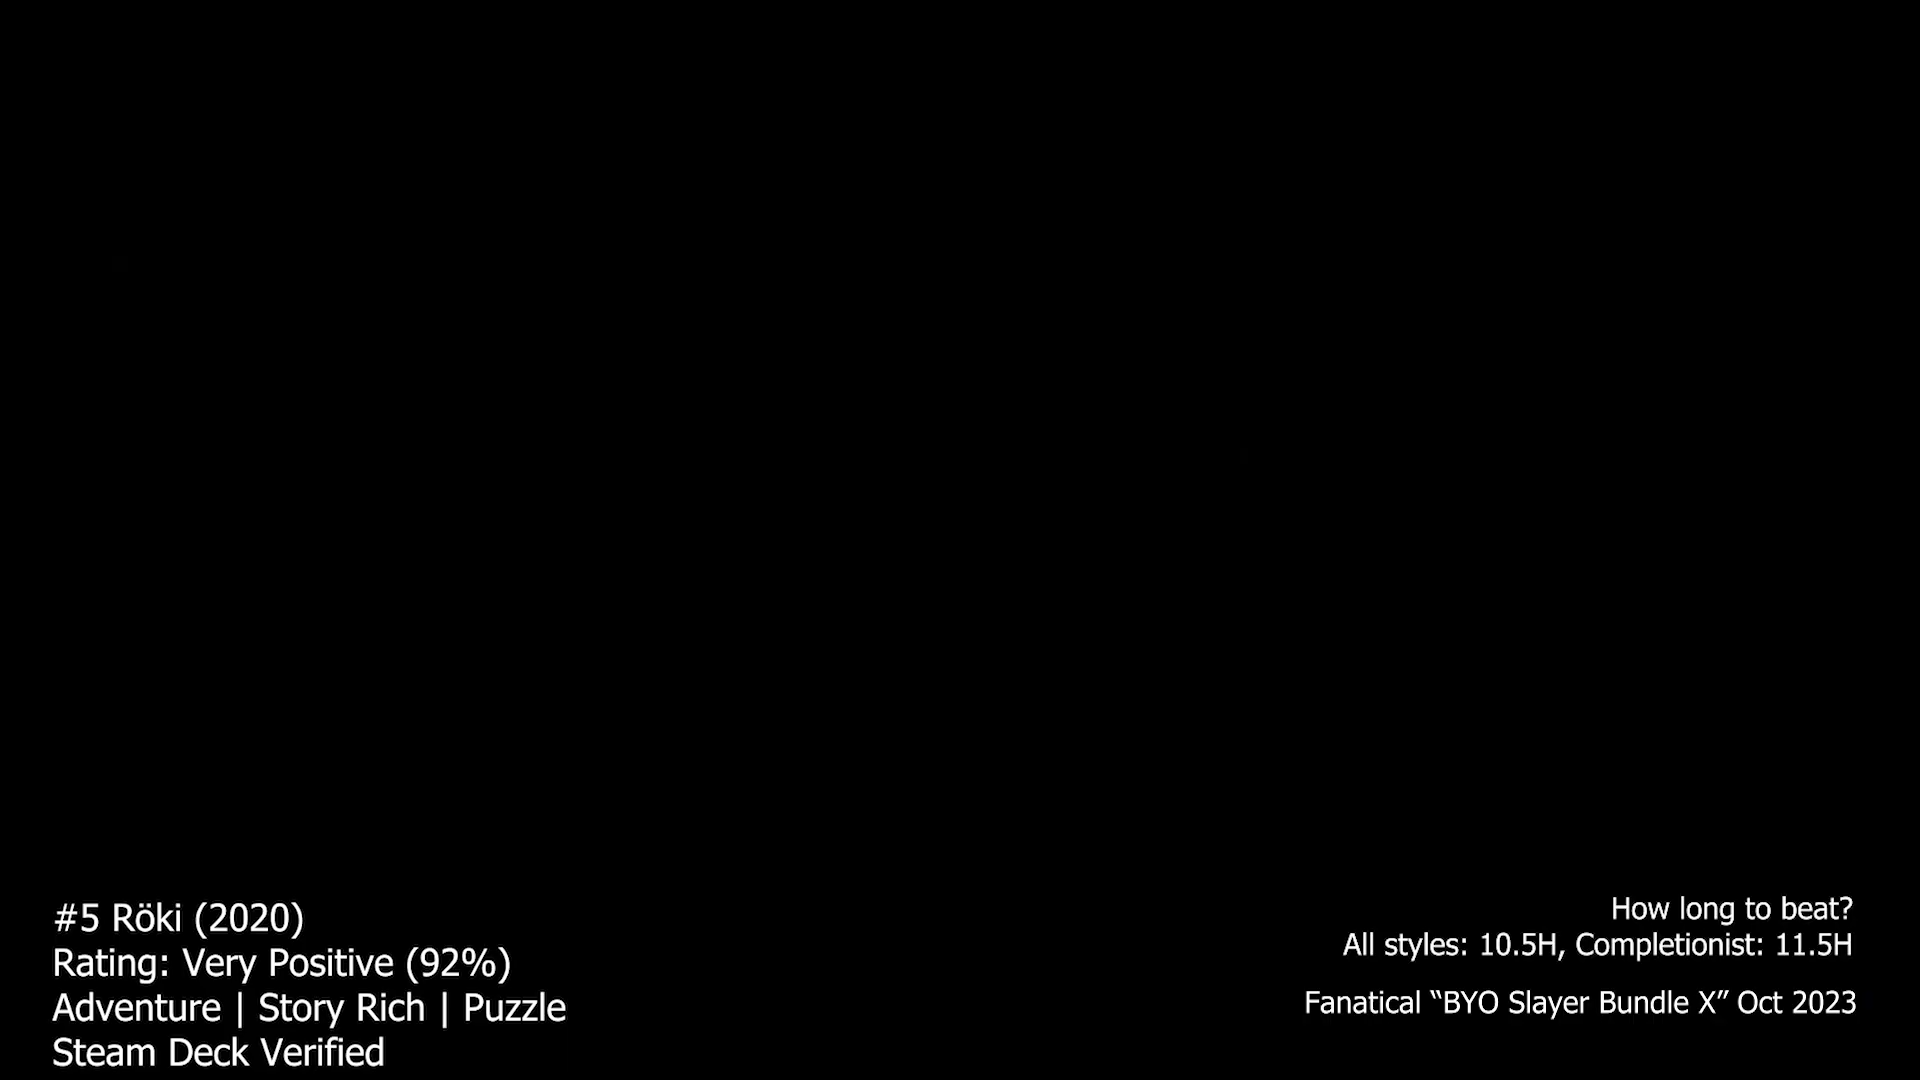 #5 Röki (2020)
Rating: Very Positive (92%)
Adventure | Story Rich | Puzzle
Steam Deck Verified
How long to beat?
All styles: 10.5H, Completionist: 11.5H
Fanatical “BYO Slayer Bundle X” Oct 2023